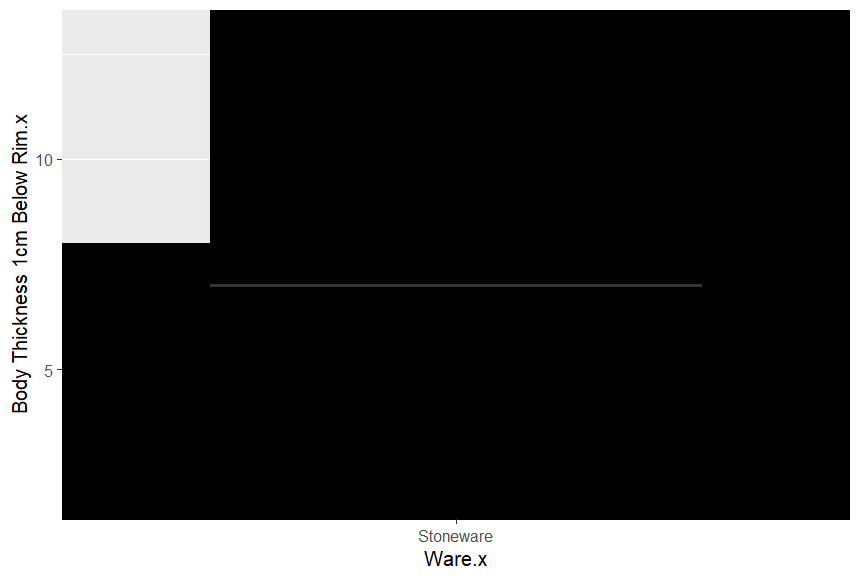 Body Thickness 1cm Below Rim.x
10
5
Stoneware
Ware.x